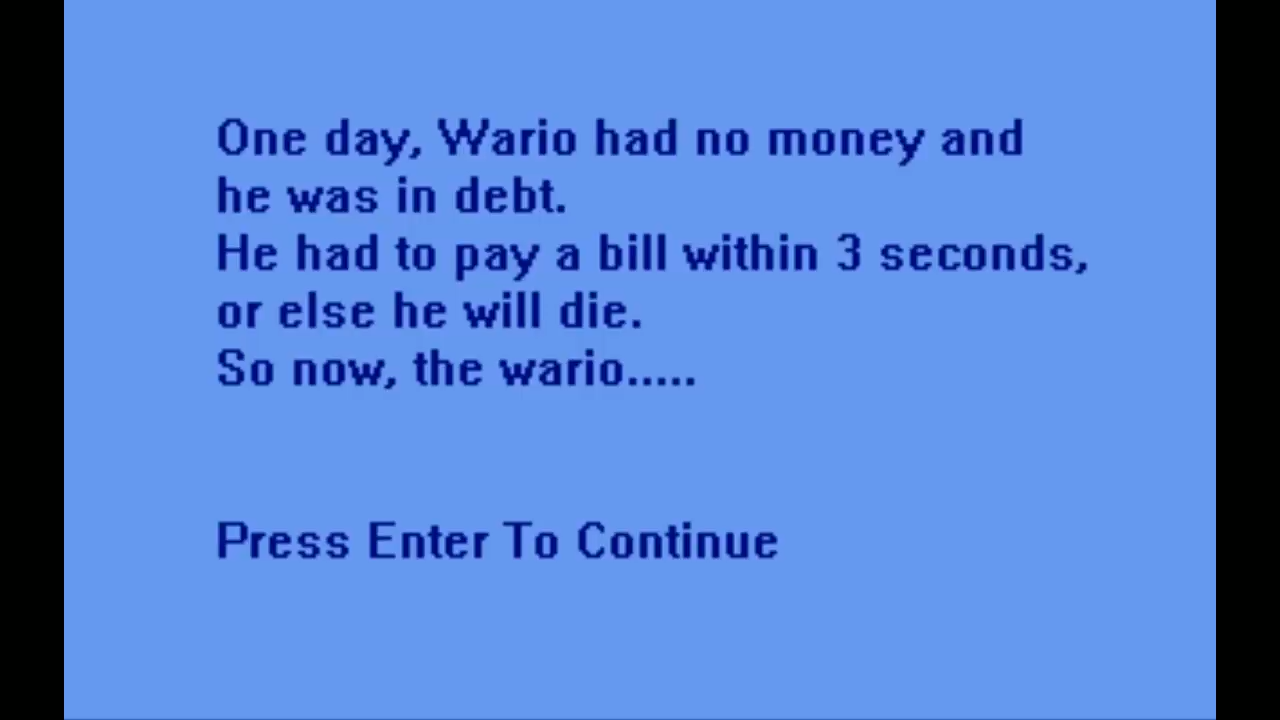 One day, Wario had no money and
he was in debt.
He had to pay a bill within 3 seconds,
or else he will die.
So now, the wario.....
Press Enter To Continue